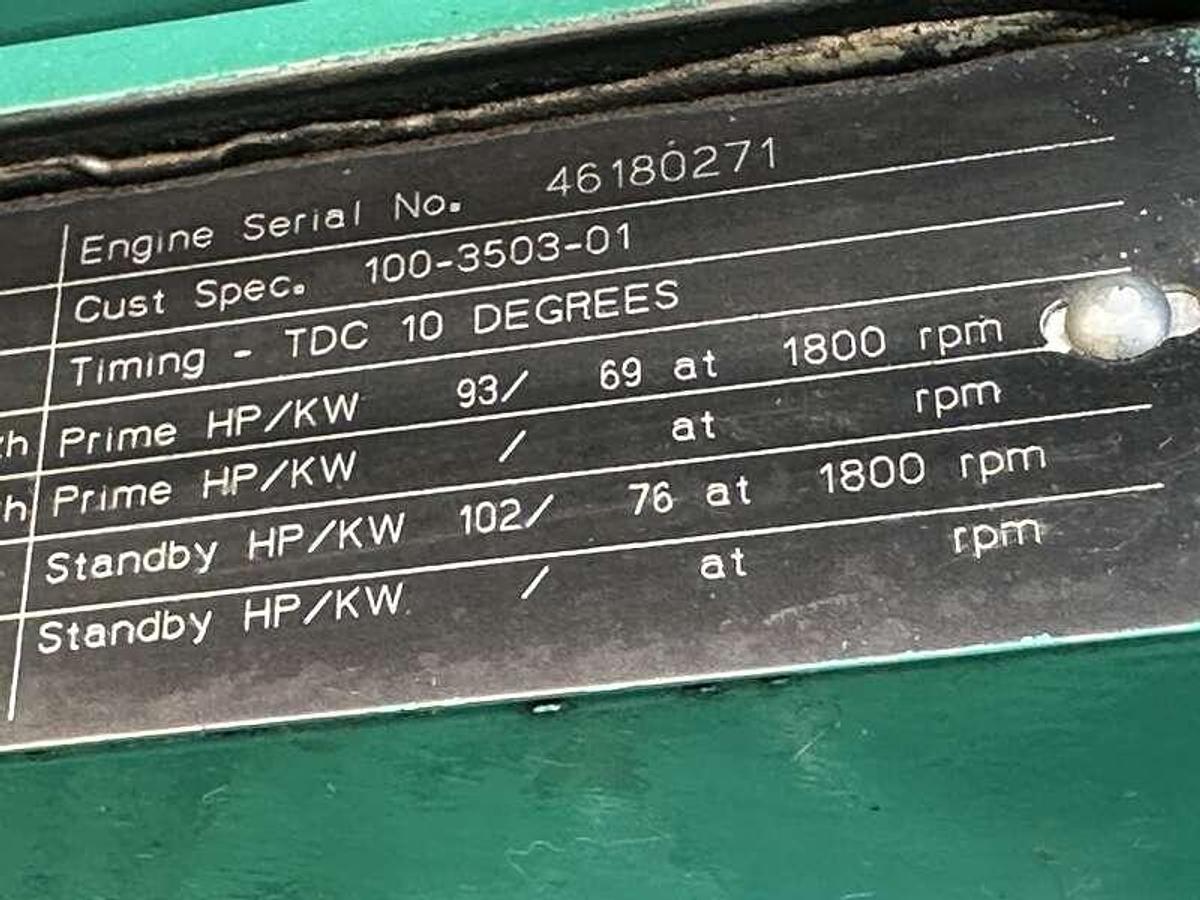 Engine Serial No. 46180271
Cust Spec. 100-3503-01
Timing - TDC 10 DEGREES
Prime HP/KW 93/ 69 at 1800 rpm
Prime HP/KW / at rpm
Standby HP/KW 102/ 76 at 1800 rpm
Standby HP/KW / at rpm